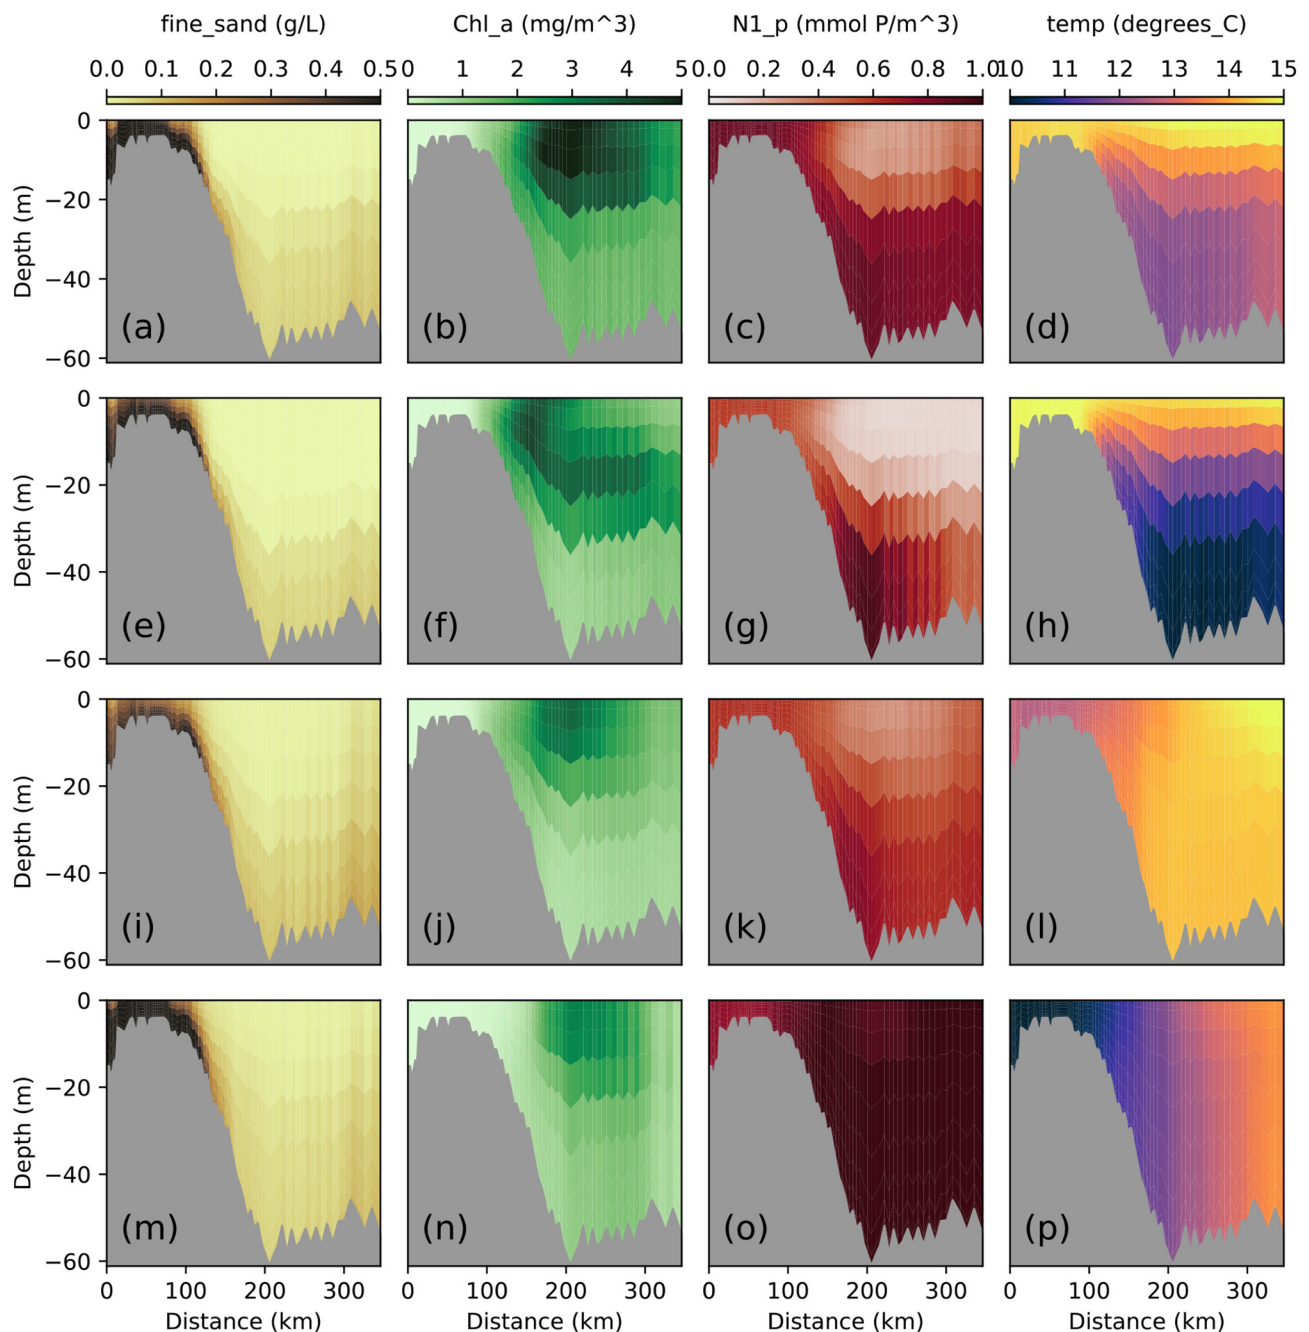 fine_sand (g/L) Chl_a (mg/m^3) N1_p (mmol P/m^3) temp (degrees_C)
0.0 0.1 0.2 0.3 0.4 0.5 0 1 2 3 4 5 0.0 0.2 0.4 0.6 0.8 1.0 10 11 12 13 14 15
0
−20
−40
−60
Depth (m)
(a) (b) (c) (d)
0
−20
−40
−60
Depth (m)
(e) (f) (g) (h)
0
−20
−40
−60
Depth (m)
(i) (j) (k) (l)
0
−20
−40
−60
Depth (m)
(m) (n) (o) (p)
0 100 200 300 0 100 200 300 0 100 200 300 0 100 200 300
Distance (km) Distance (km) Distance (km) Distance (km)